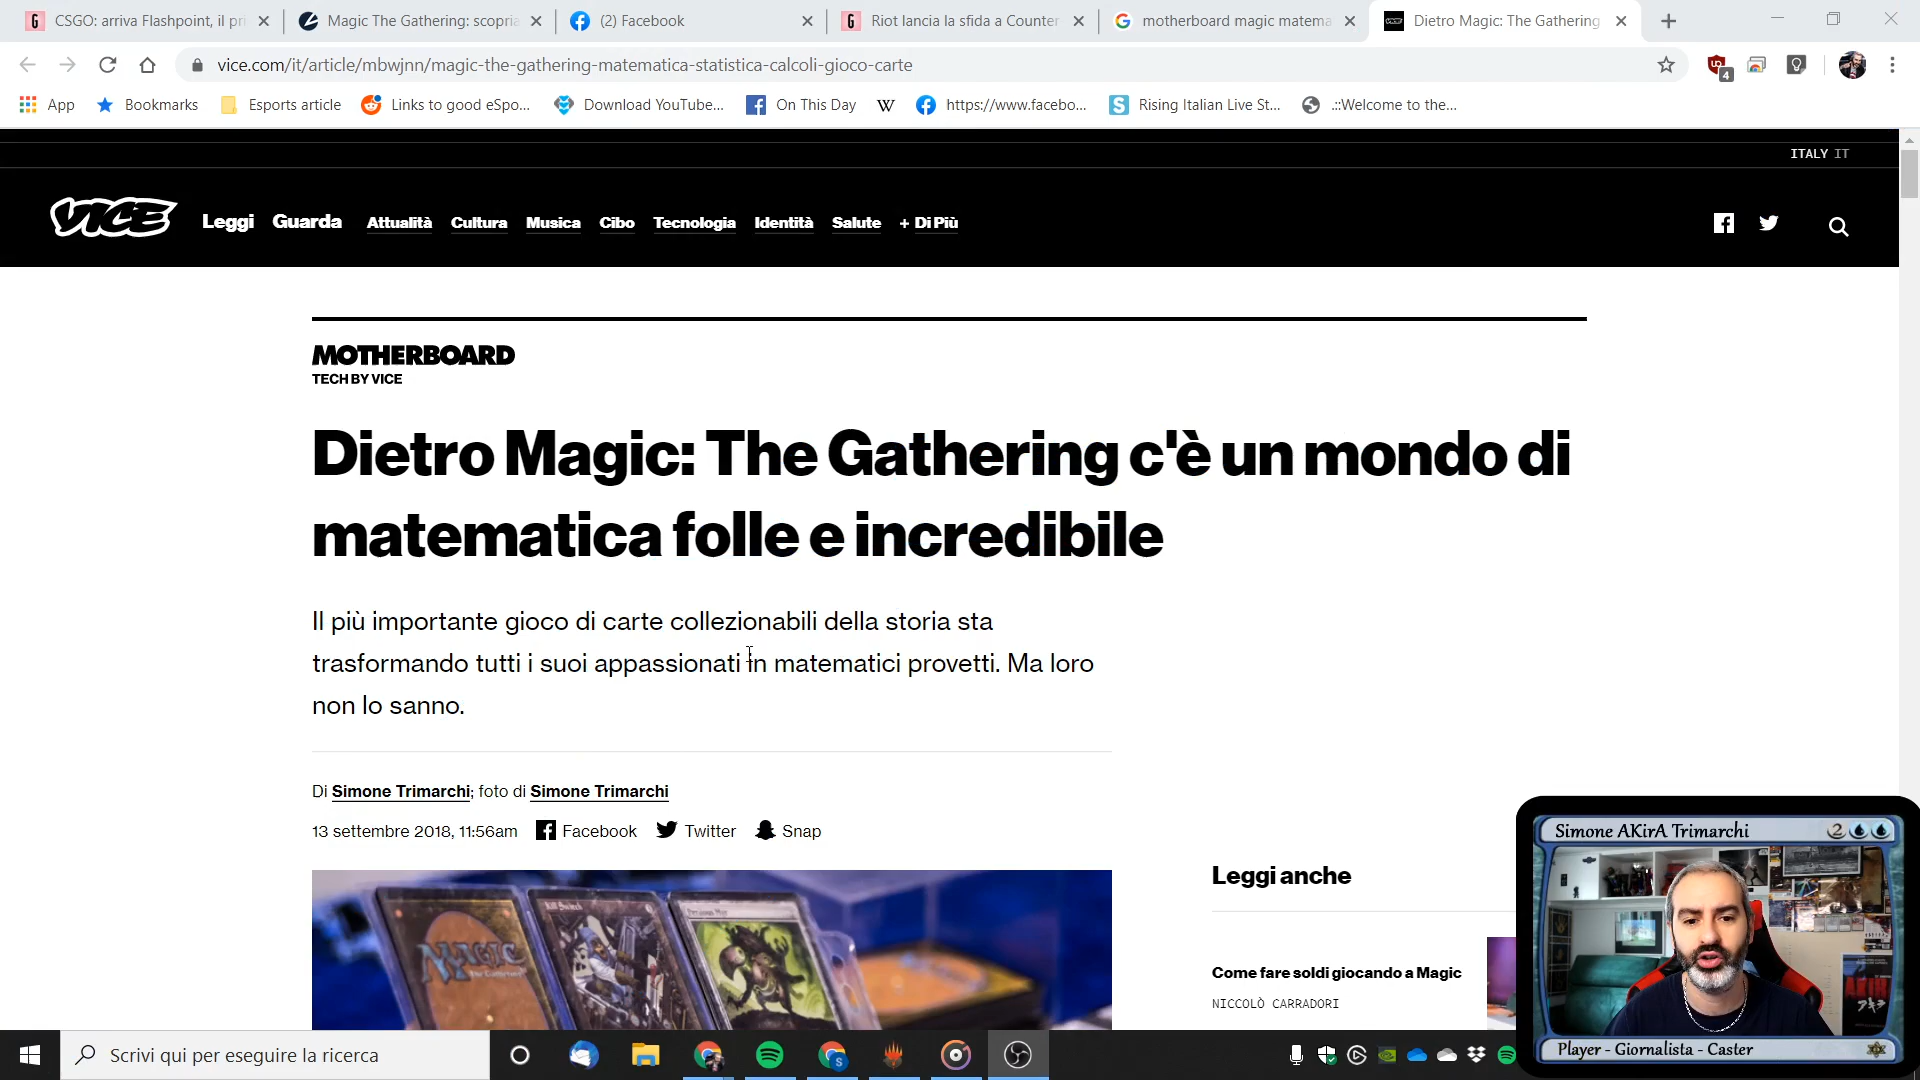 CSGO: arriva Flashpoint, il pri
Magic The Gathering: scopria
(2) Facebook
Riot lancia la sfida a Counter
motherboard magic matema
Dietro Magic: The Gathering
vice.com/it/article/mbwjnn/magic-the-gathering-matematica-statistica-calcoli-gioco-carte
4
App
Bookmarks
Esports article
Links to good eSpo...
Download YouTube...
On This Day
W
https://www.facebo...
Rising Italian Live St...
.::Welcome to the...
ITALY IT
VICE
Leggi
Guarda
Attualità
Cultura
Musica
Cibo
Tecnologia
Identità
Salute
+ Di Più
MOTHERBOARD
TECH BY VICE
Dietro Magic: The Gathering c'è un mondo di
matematica folle e incredibile
Il più importante gioco di carte collezionabili della storia sta
trasformando tutti i suoi appassionati in matematici provetti. Ma loro
non lo sanno.
Di Simone Trimarchi; foto di Simone Trimarchi
13 settembre 2018, 11:56am
Facebook
Twitter
Snap
MAGIC
Leggi anche
Come fare soldi giocando a Magic
NICCOLÒ CARRADORI
Simone AKirA Trimarchi
2
Player - Giornalista - Caster
Scrivi qui per eseguire la ricerca